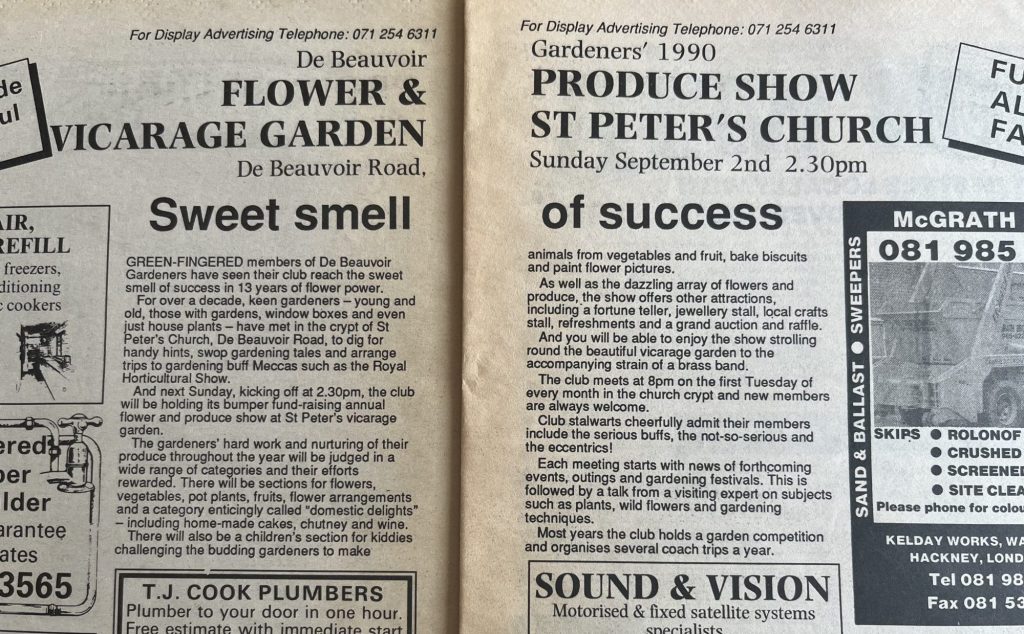 For Display Advertising Telephone: 071 254 6311
De Beauvoir
FLOWER &
VICARAGE GARDEN
De Beauvoir Road,
Sweet smell
GREEN-FINGERED members of De Beauvoir
Gardeners have seen their club reach the sweet
smell of success in 13 years of flower power.
For over a decade, keen gardeners – young and
old, those with gardens, window boxes and even
just house plants – have met in the crypt of St
Peter's Church, De Beauvoir Road, to dig for
handy hints, swop gardening tales and arrange
trips to gardening buff Meccas such as the Royal
Horticultural Show.
And next Sunday, kicking off at 2.30pm, the club
will be holding its bumper fund-raising annual
flower and produce show at St Peter's vicarage
garden.
The gardeners' hard work and nurturing of their
produce throughout the year will be judged in a
wide range of categories and their efforts
rewarded. There will be sections for flowers,
vegetables, pot plants, fruits, flower arrangements
and a category enticingly called "domestic delights"
– including home-made cakes, chutney and wine.
There will also be a children's section for kiddies
challenging the budding gardeners to make
T.J. COOK PLUMBERS
Plumber to your door in one hour.
Free estimate with immediate start
de
ul
AIR,
REFILL
freezers,
ditioning
c cookers
ered
per
lder
arantee
ates
3565
For Display Advertising Telephone: 071 254 6311
Gardeners' 1990
PRODUCE SHOW
ST PETER'S CHURCH
Sunday September 2nd 2.30pm
of success
animals from vegetables and fruit, bake biscuits
and paint flower pictures.
As well as the dazzling array of flowers and
produce, the show offers other attractions,
including a fortune teller, jewellery stall, local crafts
stall, refreshments and a grand auction and raffle.
And you will be able to enjoy the show strolling
round the beautiful vicarage garden to the
accompanying strain of a brass band.
The club meets at 8pm on the first Tuesday of
every month in the church crypt and new members
are always welcome.
Club stalwarts cheerfully admit their members
include the serious buffs, the not-so-serious and
the eccentrics!
Each meeting starts with news of forthcoming
events, outings and gardening festivals. This is
followed by a talk from a visiting expert on subjects
such as plants, wild flowers and gardening
techniques.
Most years the club holds a garden competition
and organises several coach trips a year.
SOUND & VISION
Motorised & fixed satellite systems
specialists
FU
AL
FA
McGRATH
081 985
SAND & BALLAST ● SWEEPERS
SKIPS ● ROLONOF
● CRUSHED
● SCREENED
● SITE CLEA
Please phone for colou
KELDAY WORKS, WA
HACKNEY, LOND
Tel 081 98
Fax 081 53